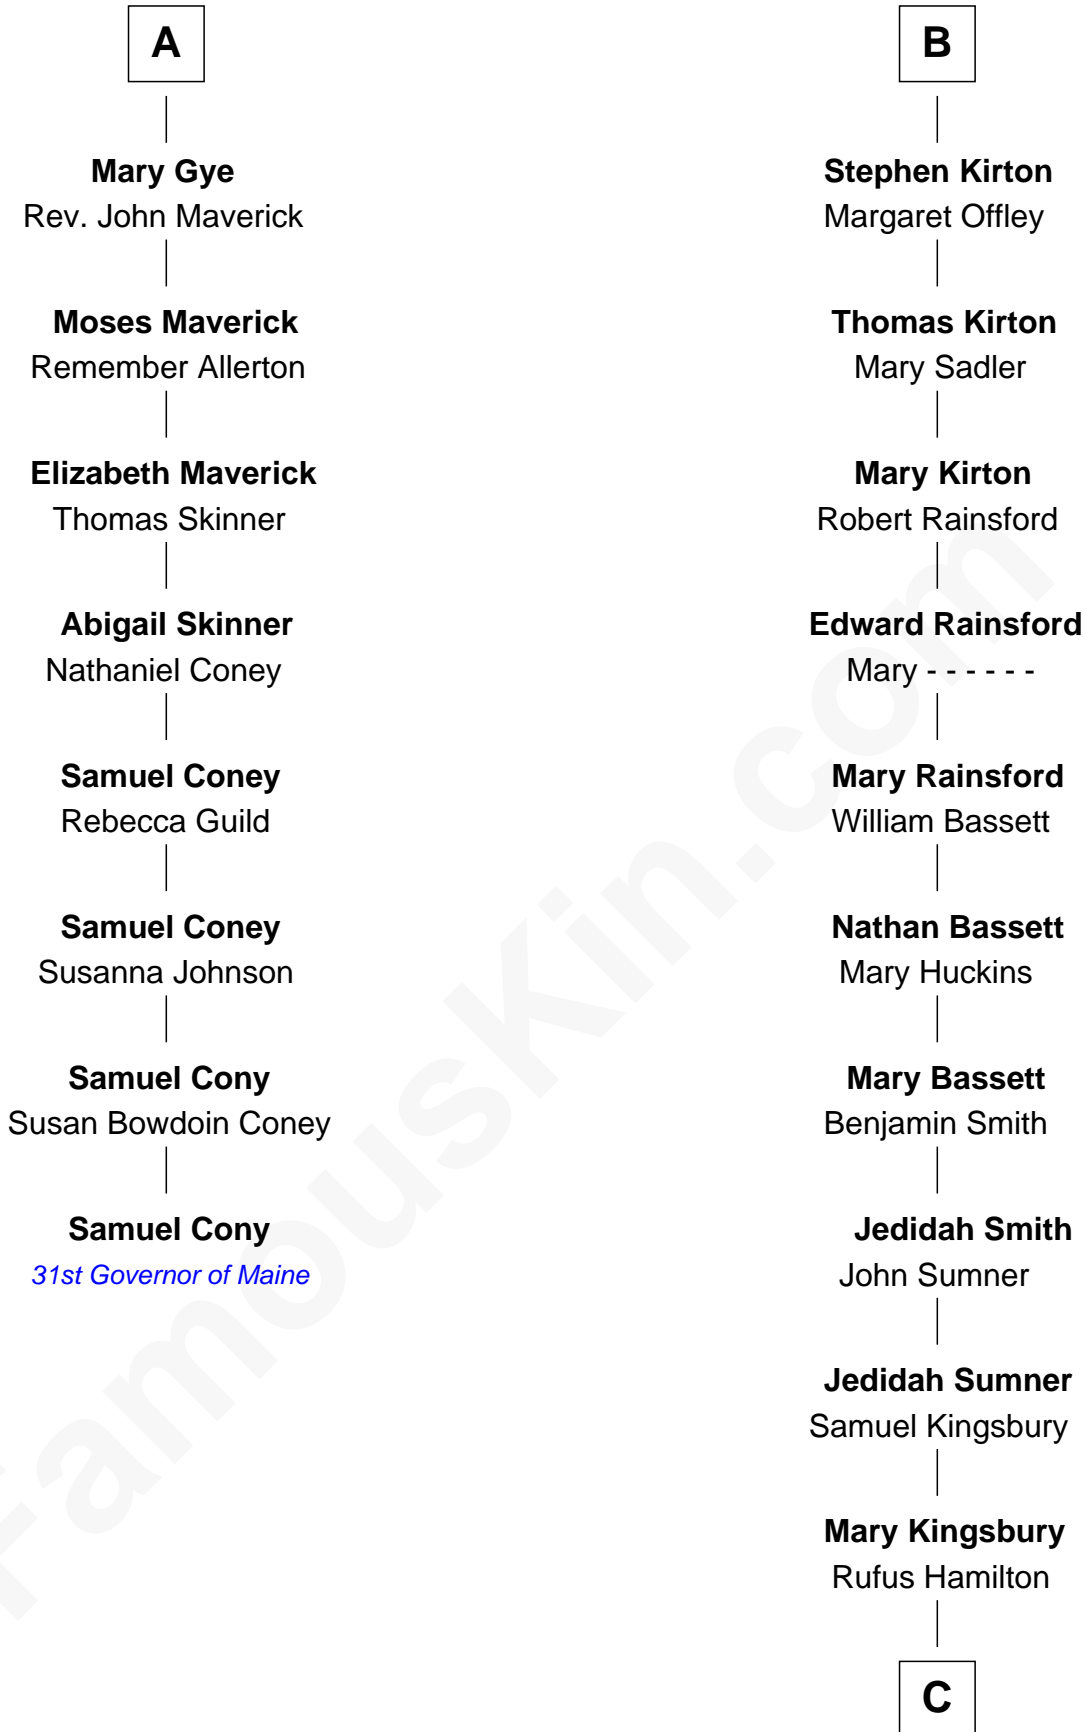 A
Mary Gye
Rev. John Maverick
Moses Maverick
Remember Allerton
Elizabeth Maverick
Thomas Skinner
Abigail Skinner
Nathaniel Coney
Samuel Coney
Rebecca Guild
Samuel Coney
Susanna Johnson
Samuel Cony
Susan Bowdoin Coney
Samuel Cony
31st Governor of Maine
B
Stephen Kirton
Margaret Offley
Thomas Kirton
Mary Sadler
Mary Kirton
Robert Rainsford
Edward Rainsford
Mary - - - - - -
Mary Rainsford
William Bassett
Nathan Bassett
Mary Huckins
Mary Bassett
Benjamin Smith
Jedidah Smith
John Sumner
Jedidah Sumner
Samuel Kingsbury
Mary Kingsbury
Rufus Hamilton
C
FamousKin.com